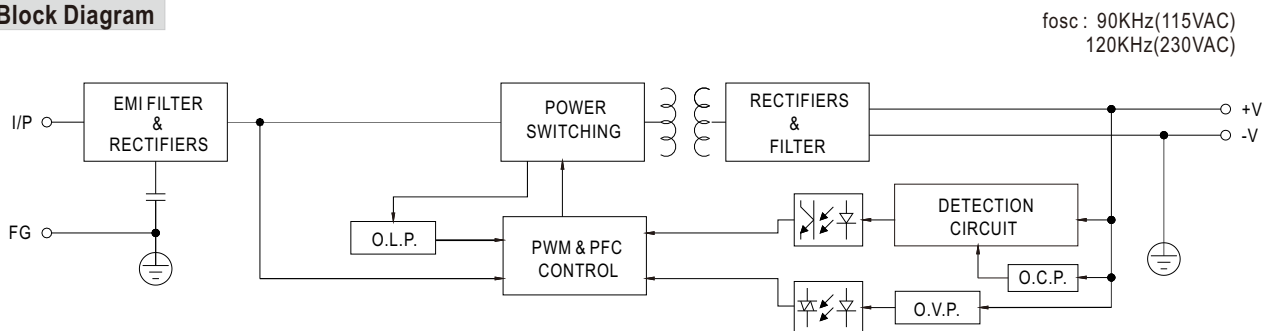 Block Diagram
fosc : 90KHz(115VAC)
120KHz(230VAC)
I/P
EMI FILTER
&
RECTIFIERS
POWER
SWITCHING
RECTIFIERS
&
FILTER
+V
-V
FG
O.L.P.
PWM & PFC
CONTROL
DETECTION
CIRCUIT
O.C.P.
O.V.P.